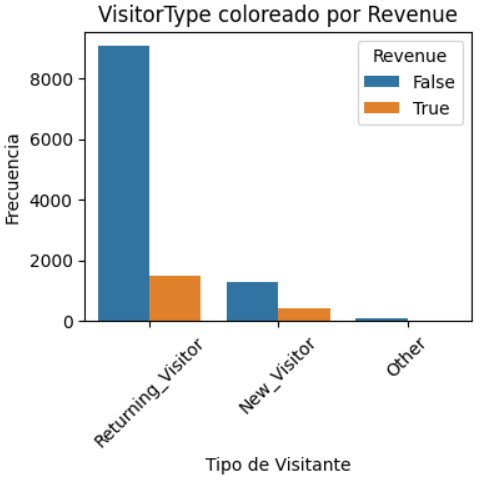 VisitorType coloreado por Revenue
Revenue
False
True
Frecuencia
8000
6000
4000
2000
0
Returning_Visitor
New_Visitor
Other
Tipo de Visitante